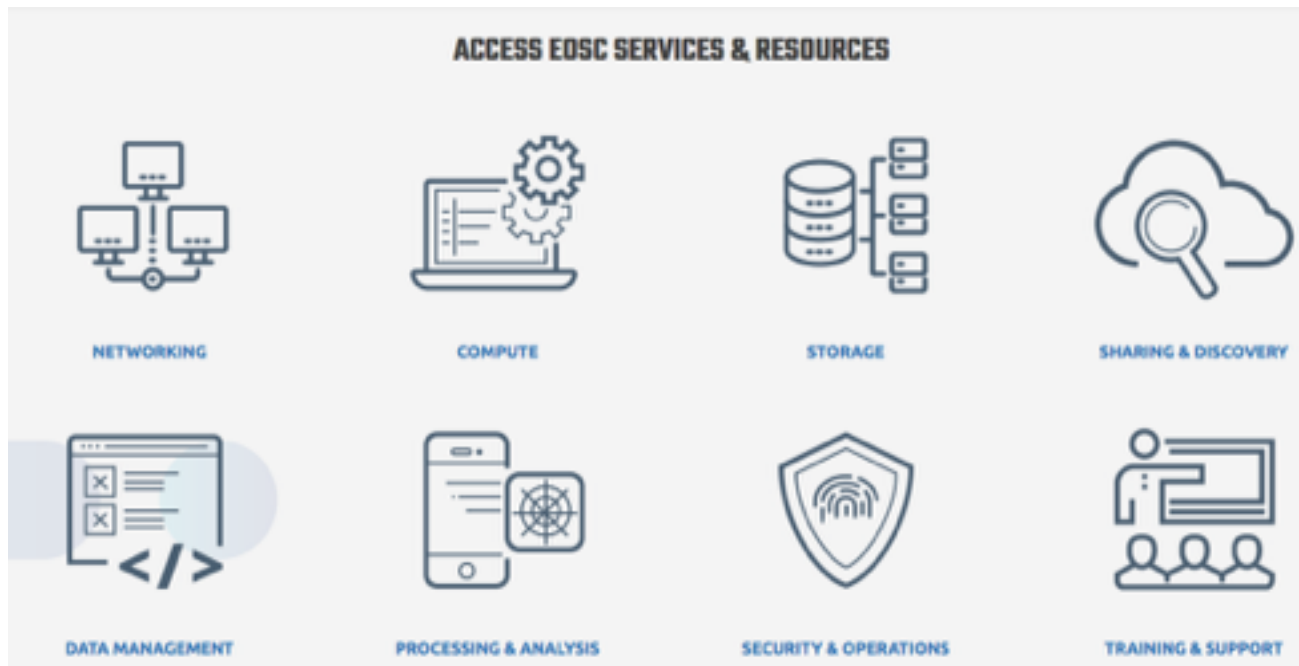 ACCESS EOSC SERVICES & RESOURCES
NETWORKING
COMPUTE
STORAGE
SHARING & DISCOVERY
</>
DATA MANAGEMENT
PROCESSING & ANALYSIS
SECURITY & OPERATIONS
TRAINING & SUPPORT